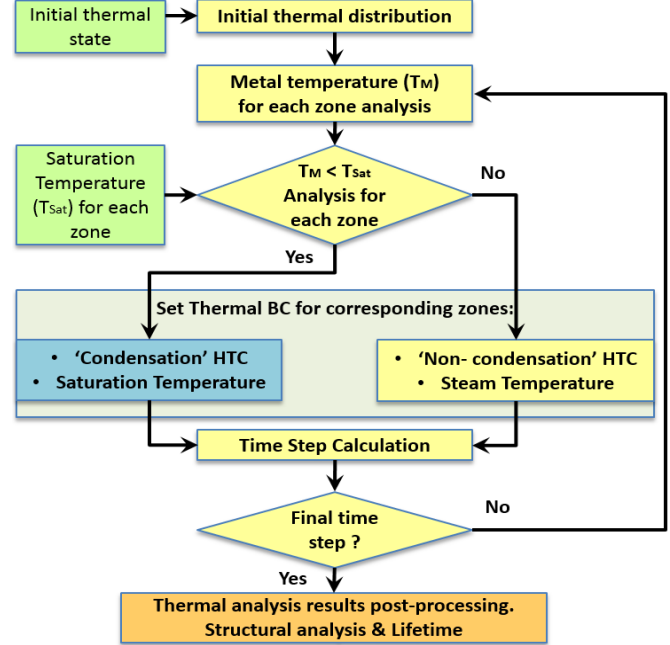 Initial thermal
state
Initial thermal distribution
Metal temperature (TM)
for each zone analysis
Saturation
Temperature
(TSat) for each
zone
TM < TSat
Analysis for
each zone
No
Yes
Set Thermal BC for corresponding zones:
• ‘Condensation’ HTC
• Saturation Temperature
• ‘Non- condensation’ HTC
• Steam Temperature
Time Step Calculation
Final time
step ?
No
Yes
Thermal analysis results post-processing.
Structural analysis & Lifetime